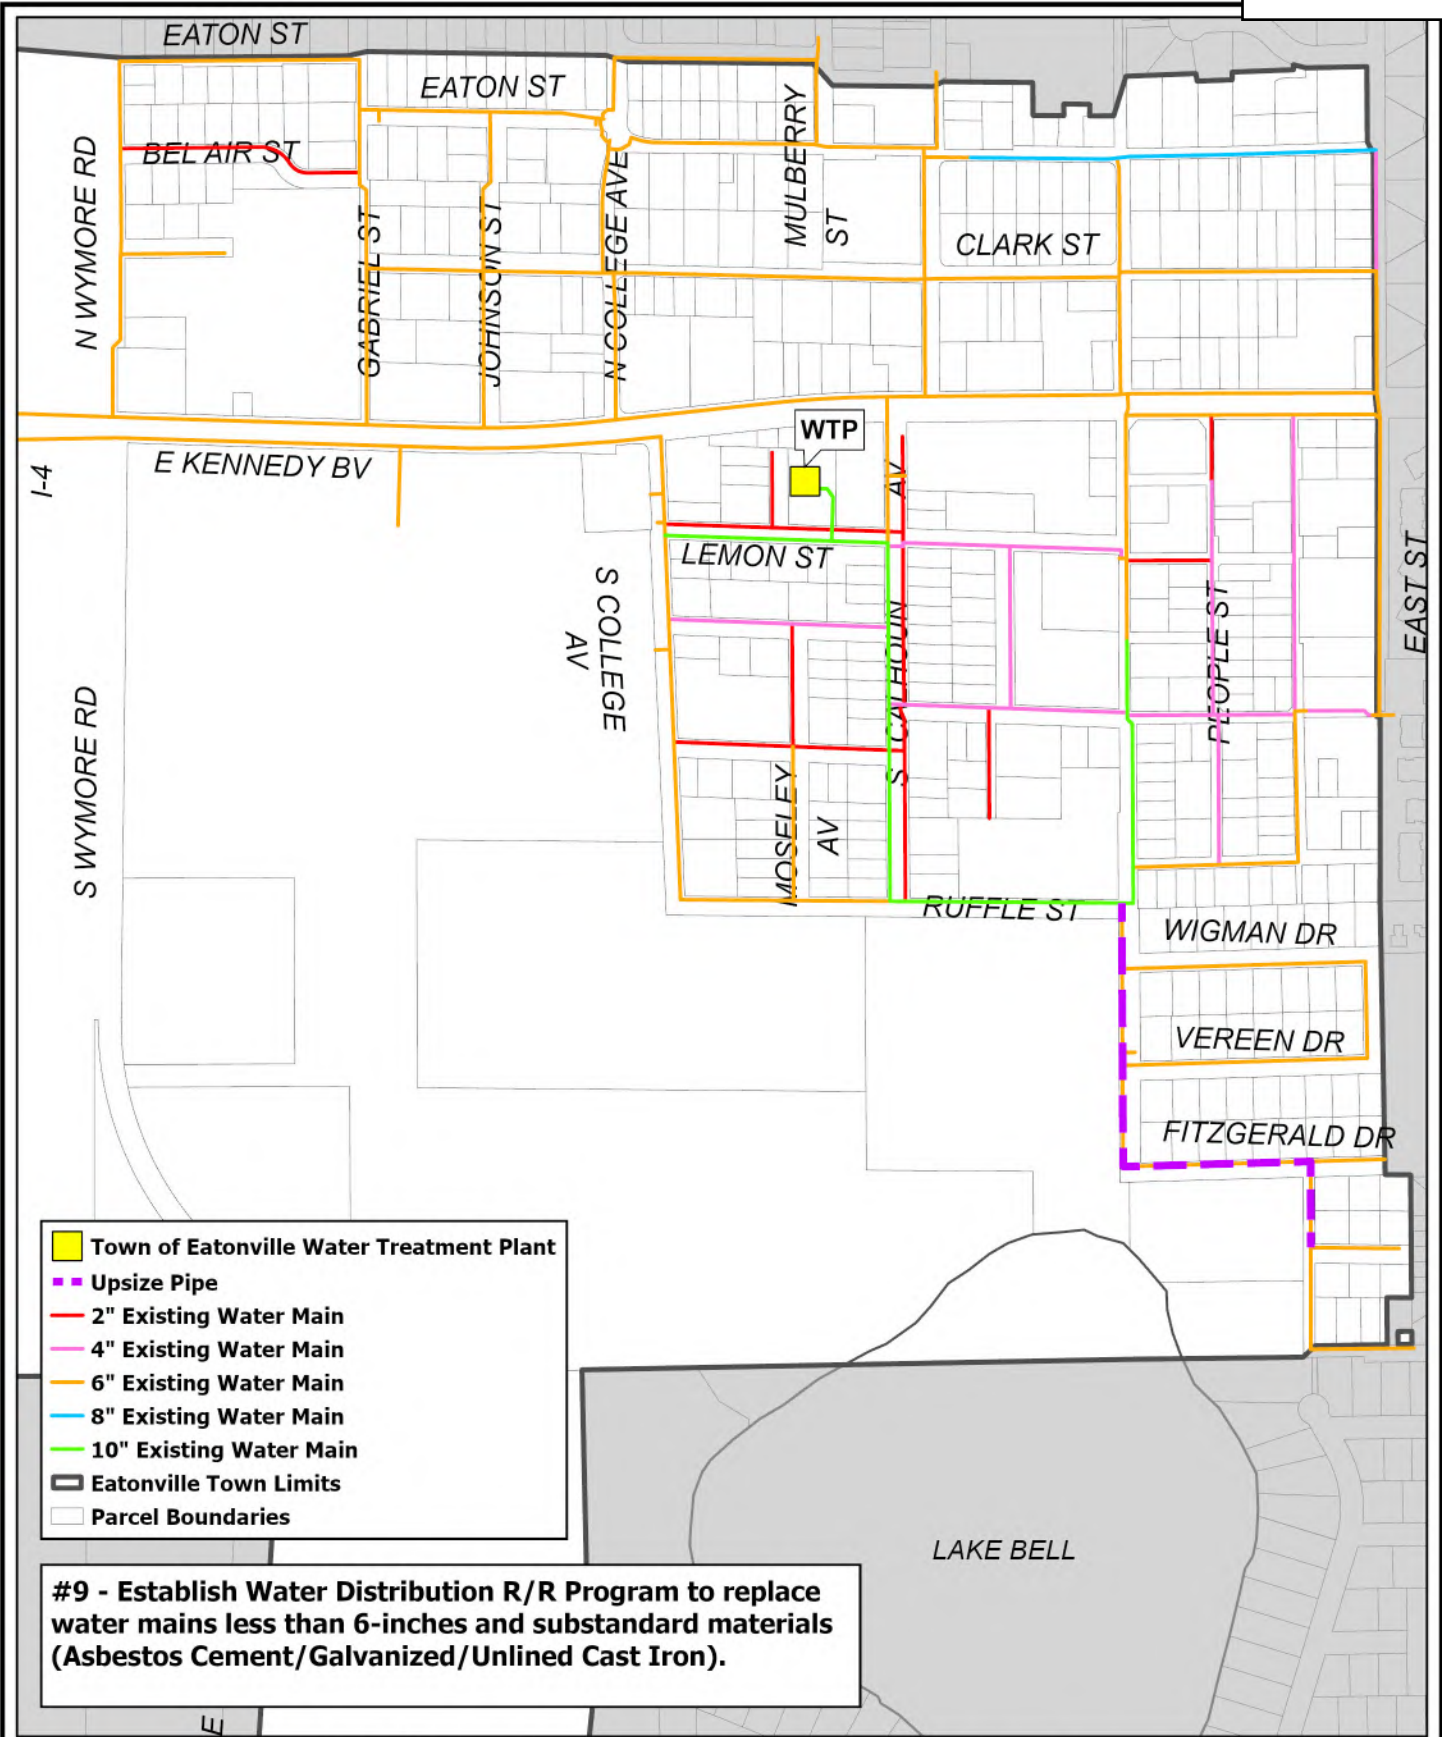 EATON ST
EATON ST
BEL AIR ST
N WYMORE RD
GABRIEL ST
JOHNSON ST
N COLLEGE AVE
MULBERRY
ST
CLARK ST
WTP
E KENNEDY BV
I-4
AV
LEMON ST
S COLLEGE
AV
S CALHOUN
PEOPLE ST
EAST ST
S WYMORE RD
MOSELEY
AV
RUFFLE ST
WIGMAN DR
VEREEN DR
FITZGERALD DR
Town of Eatonville Water Treatment Plant
Upsize Pipe
2" Existing Water Main
4" Existing Water Main
6" Existing Water Main
8" Existing Water Main
10" Existing Water Main
Eatonville Town Limits
Parcel Boundaries
LAKE BELL
#9 - Establish Water Distribution R/R Program to replace
water mains less than 6-inches and substandard materials
(Asbestos Cement/Galvanized/Unlined Cast Iron).
E